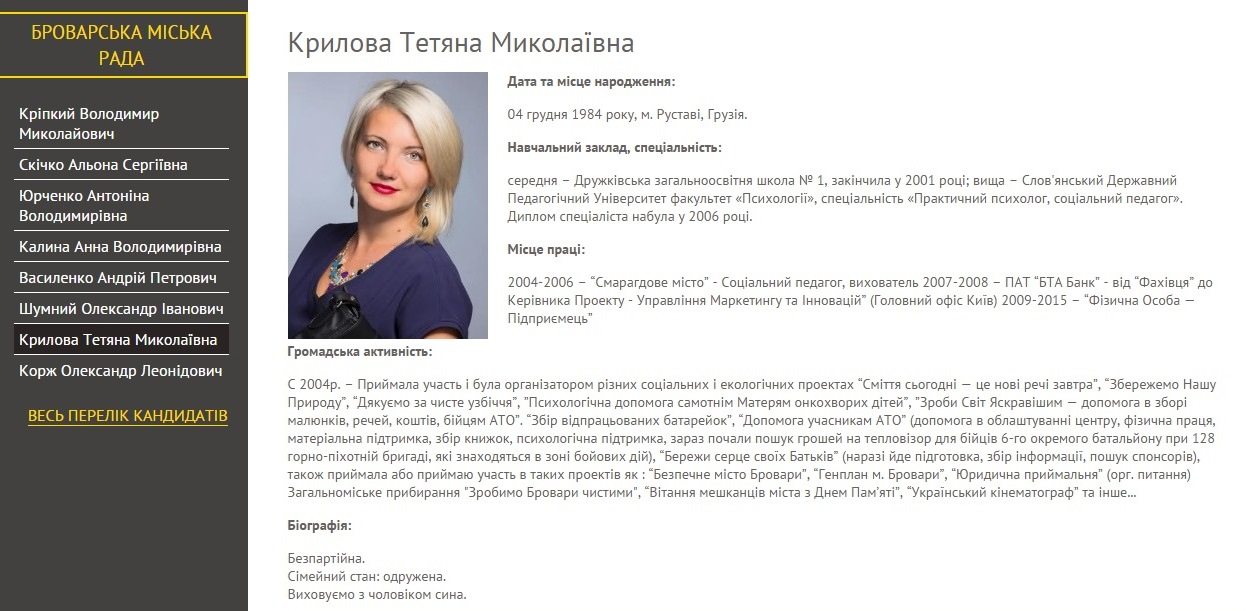 БРОВАРСЬКА МІСЬКА
РАДА
Кріпкий Володимир
Миколайович
Скічко Альона Сергіївна
Юрченко Антоніна
Володимирівна
Калина Анна Володимирівна
Василенко Андрій Петрович
Шумний Олександр Іванович
Крилова Тетяна Миколаївна
Корж Олександр Леонідович
ВЕСЬ ПЕРЕЛІК КАНДИДАТІВ
Крилова Тетяна Миколаївна
Дата та місце народження:
04 грудня 1984 року, м. Руставі, Грузія.
Навчальний заклад, спеціальність:
середня – Дружківська загальноосвітня школа № 1, закінчила у 2001 році; вища – Слов'янський Державний
Педагогічний Університет факультет «Психології», спеціальність «Практичний психолог, соціальний педагог».
Диплом спеціаліста набула у 2006 році.
Місце праці:
2004-2006 – “Смарагдове місто” - Соціальний педагог, вихователь 2007-2008 – ПАТ “БТА Банк” - від “Фахівця” до
Керівника Проекту - Управління Маркетингу та Інновацій” (Головний офіс Київ) 2009-2015 – “Фізична Особа —
Підприємець”
Громадська активність:
С 2004р. – Приймала участь і була організатором різних соціальних і екологічних проектах “Сміття сьогодні — це нові речі завтра”, “Збережемо Нашу
Природу”, “Дякуємо за чисте узбіччя”, ”Психологічна допомога самотнім Матерям онкохворих дітей”, ”Зроби Світ Яскравішим — допомога в зборі
малюнків, речей, коштів, бійцям АТО”. “Збір відпрацьованих батарейок”, “Допомога учасникам АТО” (допомога в облаштуванні центру, фізична праця,
матеріальна підтримка, збір книжок, психологічна підтримка, зараз почали пошук грошей на тепловізор для бійців 6-го окремого батальйону при 128
горно-піхотній бригаді, які знаходяться в зоні бойових дій), “Бережи серце своїх Батьків” (наразі йде підготовка, збір інформації, пошук спонсорів),
також приймала або приймаю участь в таких проектів як : “Безпечне місто Бровари”, “Генплан м. Бровари”, “Юридична приймальня” (орг. питання)
Загальноміське прибирання "Зробимо Бровари чистими", “Вітання мешканців міста з Днем Пам’яті”, “Український кінематограф” та інше...
Біографія:
Безпартійна.
Сімейний стан: одружена.
Виховуємо з чоловіком сина.